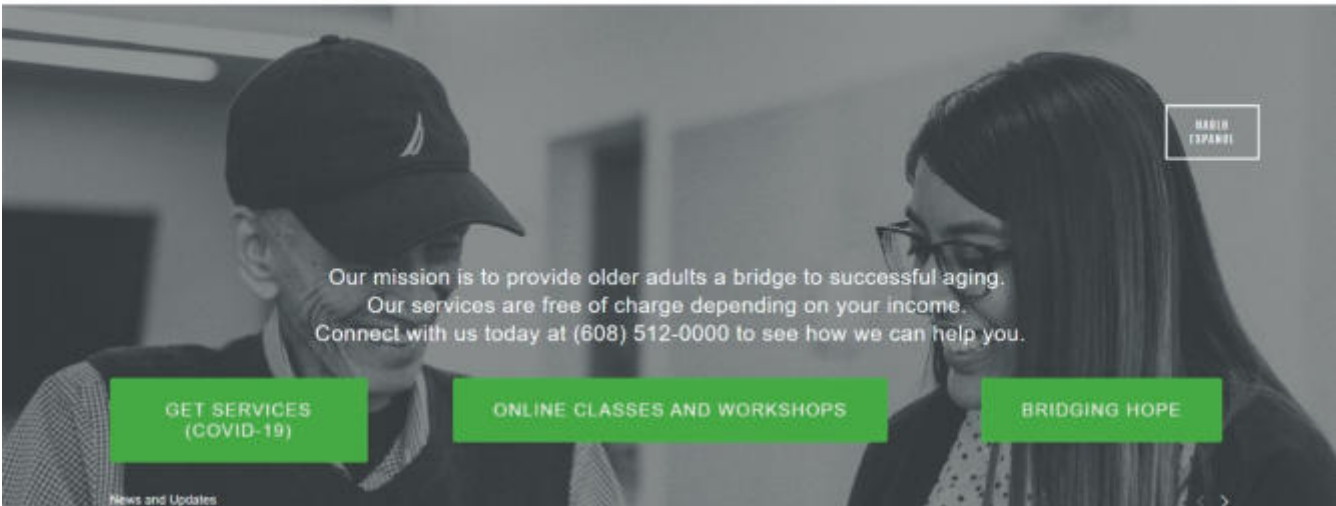 HABLO
ESPAÑOL
Our mission is to provide older adults a bridge to successful aging.
Our services are free of charge depending on your income.
Connect with us today at (608) 512-0000 to see how we can help you.
GET SERVICES
(COVID-19)
ONLINE CLASSES AND WORKSHOPS
BRIDGING HOPE
News and Updates